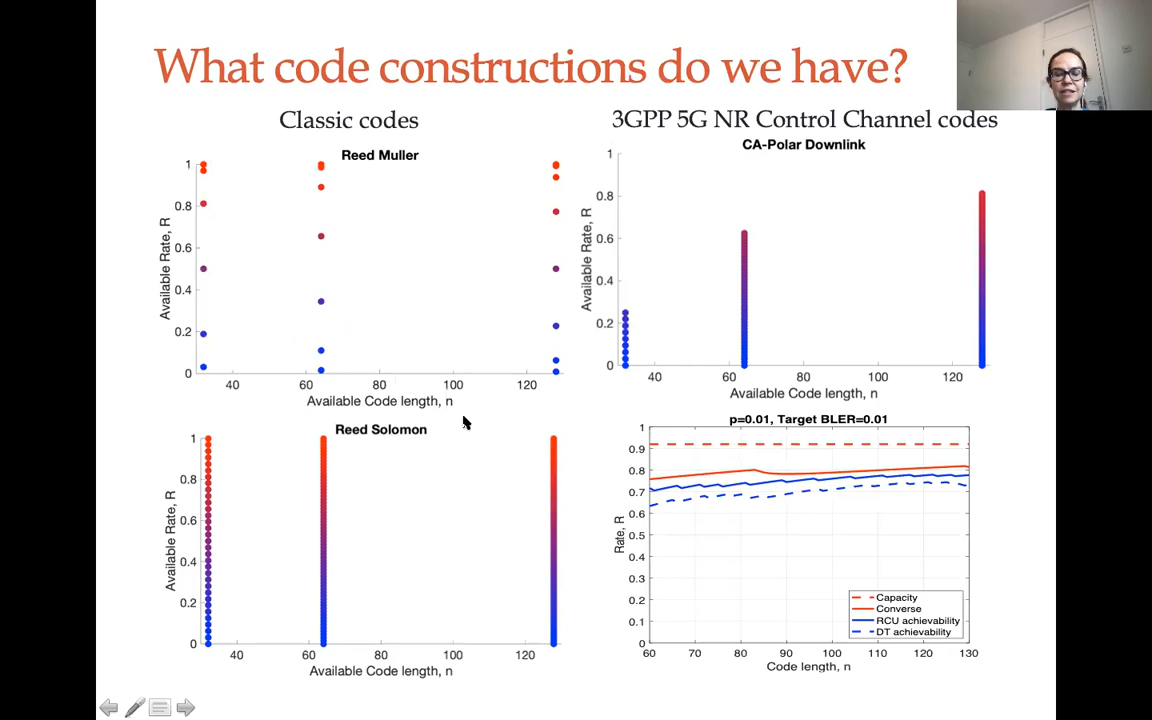 What code constructions do we have?
Classic codes
3GPP 5G NR Control Channel codes
Reed Muller
1
0.8
0.6
0.4
0.2
0
Available Rate, R
40 60 80 100 120
Available Code length, n
CA-Polar Downlink
1
0.8
0.6
0.4
0.2
0
Available Rate, R
40 60 80 100 120
Available Code length, n
Reed Solomon
1
0.8
0.6
0.4
0.2
0
Available Rate, R
40 60 80 100 120
Available Code length, n
p=0.01, Target BLER=0.01
1
0.9
0.8
0.7
0.6
0.5
0.4
0.3
0.2
0.1
0
Rate, R
Capacity
Converse
RCU achievability
DT achievability
60 70 80 90 100 110 120 130
Code length, n